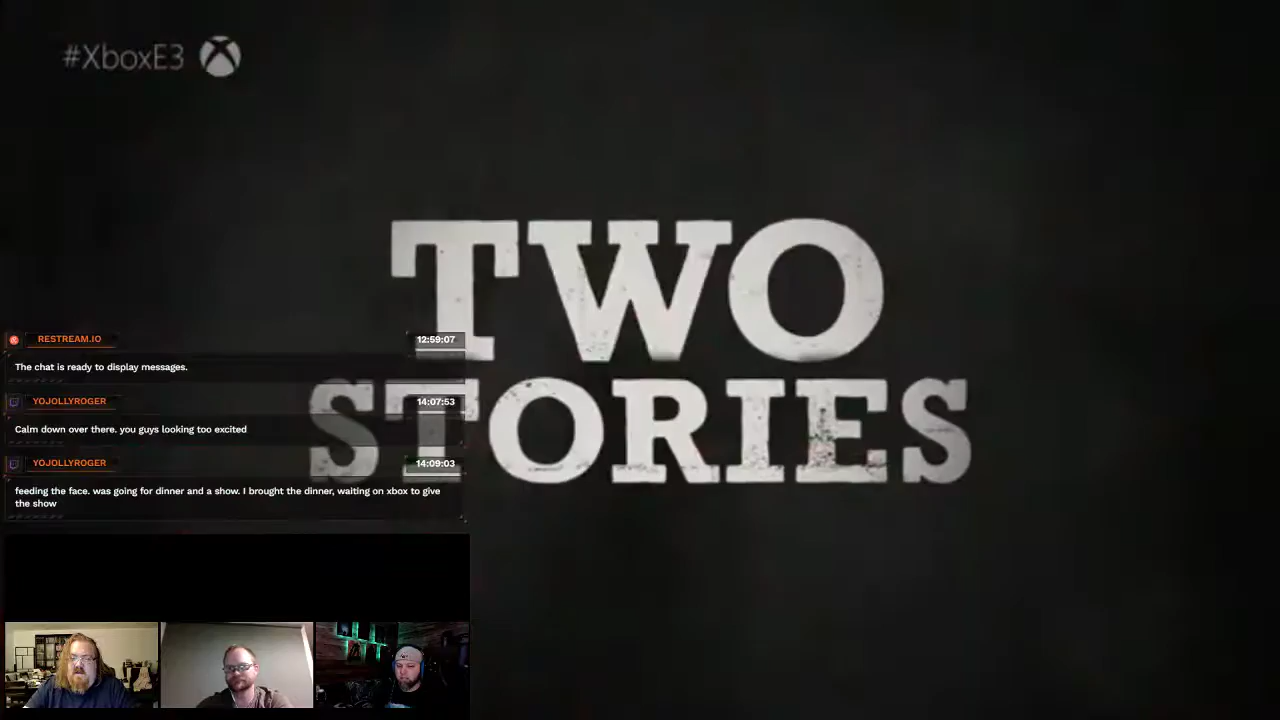 #XboxE3
TWO
STORIES
RESTREAM.IO
12:59:07
The chat is ready to display messages.
YOJOLLYROGER
14:07:53
Calm down over there. you guys looking too excited
YOJOLLYROGER
14:09:03
feeding the face. was going for dinner and a show. I brought the dinner, waiting on xbox to give
the show